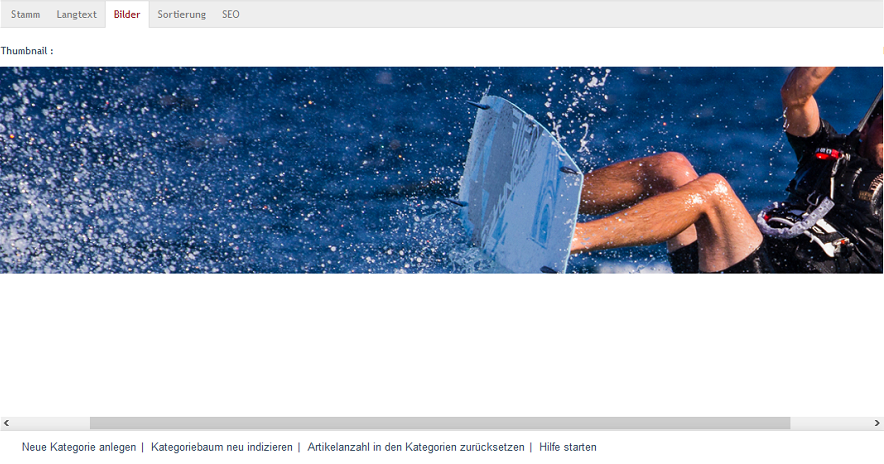 Stamm Langtext Bilder Sortierung SEO
Thumbnail :
Neue Kategorie anlegen | Kategoriebaum neu indizieren | Artikelanzahl in den Kategorien zurücksetzen | Hilfe starten